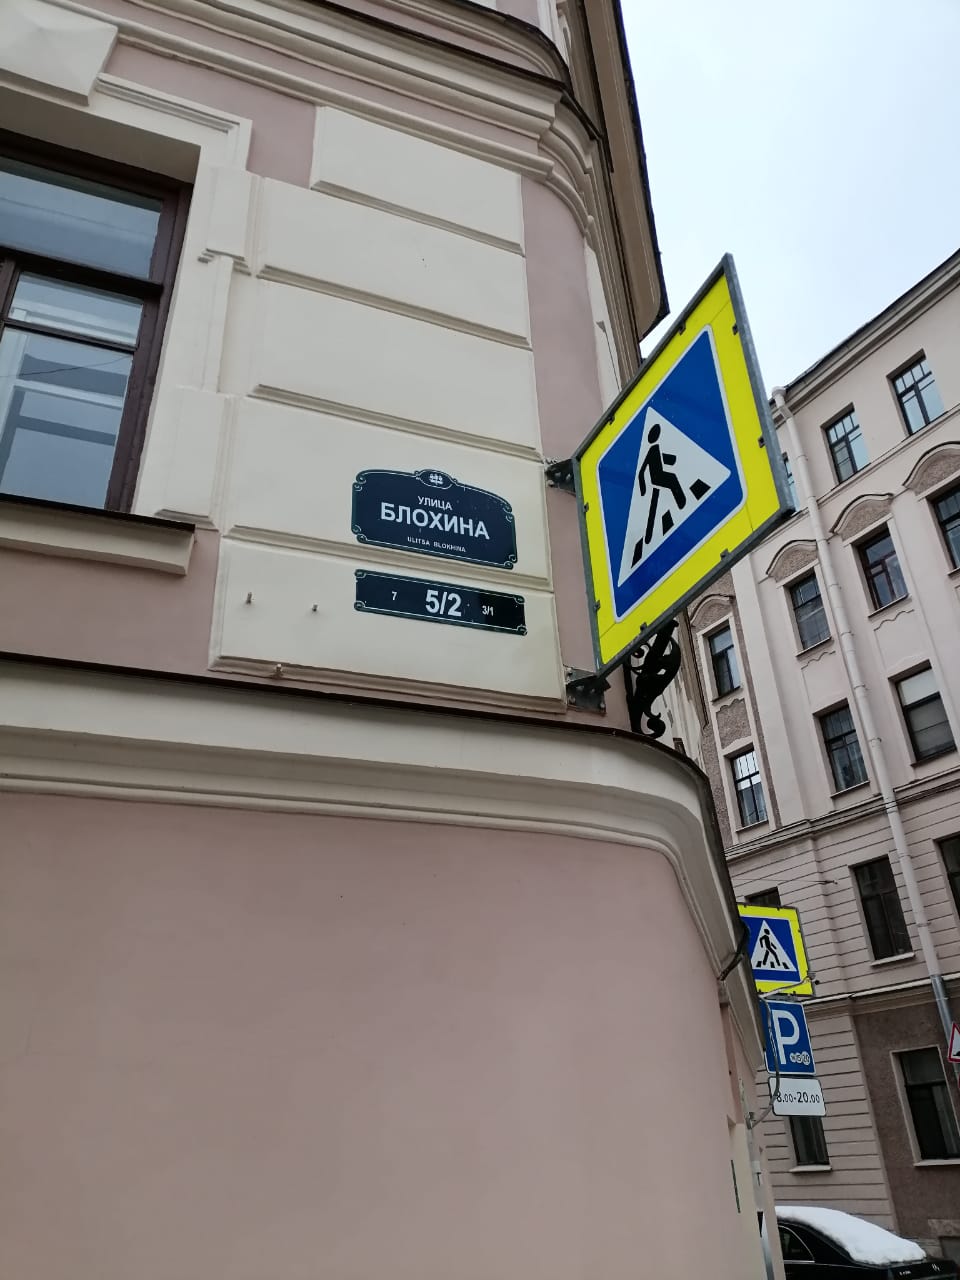 УЛИЦА
БЛОХИНА
ULITSA BLOKHINA
7 5/2 3/1
P
8.00-20.00